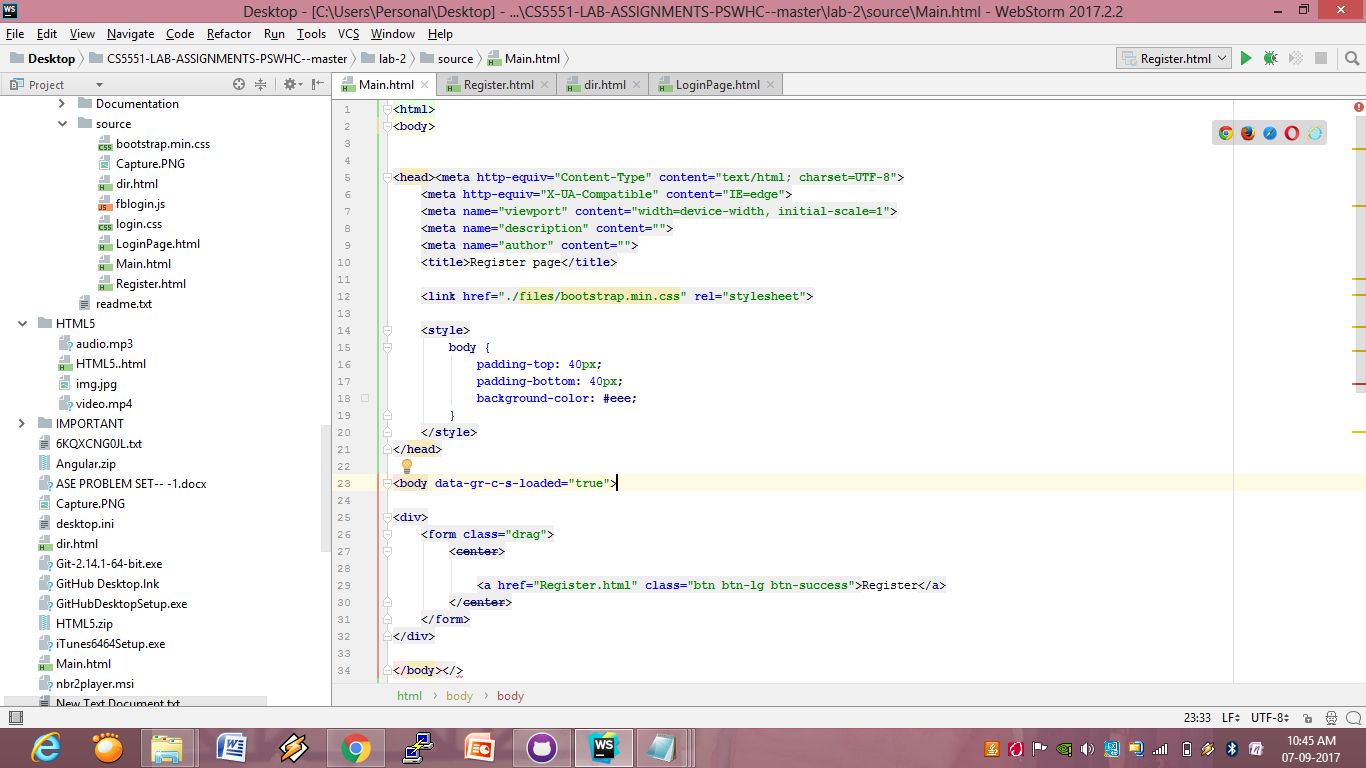 WS Desktop - [C:\Users\Personal\Desktop] - ...\CS5551-LAB-ASSIGNMENTS-PSWHC--master\lab-2\source\Main.html - WebStorm 2017.2.2
File Edit View Navigate Code Refactor Run Tools VCS Window Help
Desktop CS5551-LAB-ASSIGNMENTS-PSWHC--master lab-2 source Main.html Register.html
Project
Main.html Register.html dir.html LoginPage.html
Documentation
source
bootstrap.min.css
Capture.PNG
dir.html
fblogin.js
login.css
LoginPage.html
Main.html
Register.html
readme.txt
HTML5
audio.mp3
HTML5..html
img.jpg
video.mp4
IMPORTANT
6KQXCNG0JL.txt
Angular.zip
ASE PROBLEM SET-- -1.docx
Capture.PNG
desktop.ini
dir.html
Git-2.14.1-64-bit.exe
GitHub Desktop.lnk
GitHubDesktopSetup.exe
HTML5.zip
iTunes6464Setup.exe
Main.html
nbr2player.msi
New Text Document.txt
1 <html>
2 <body>
3
4
5 <head><meta http-equiv="Content-Type" content="text/html; charset=UTF-8">
6 <meta http-equiv="X-UA-Compatible" content="IE=edge">
7 <meta name="viewport" content="width=device-width, initial-scale=1">
8 <meta name="description" content="">
9 <meta name="author" content="">
10 <title>Register page</title>
11
12 <link href="./files/bootstrap.min.css" rel="stylesheet">
13
14 <style>
15 body {
16 padding-top: 40px;
17 padding-bottom: 40px;
18 background-color: #eee;
19 }
20 </style>
21 </head>
22
23 <body data-gr-c-s-loaded="true">
24
25 <div>
26 <form class="drag">
27 <center>
28
29 <a href="Register.html" class="btn btn-lg btn-success">Register</a>
30 </center>
31 </form>
32 </div>
33
34 </body></>
html body body
23:33 LF UTF-8
WS
10:45 AM
07-09-2017